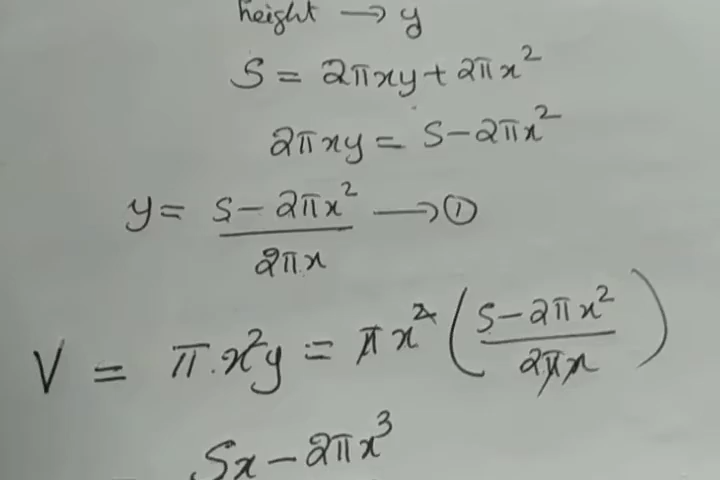 height → y
S = 2πxy + 2πx²
2πxy = S − 2πx²
y = (S − 2πx²) / 2πx → ①
V = π.x²y = πx² ((S − 2πx²) / 2πx)
= Sx − 2πx³